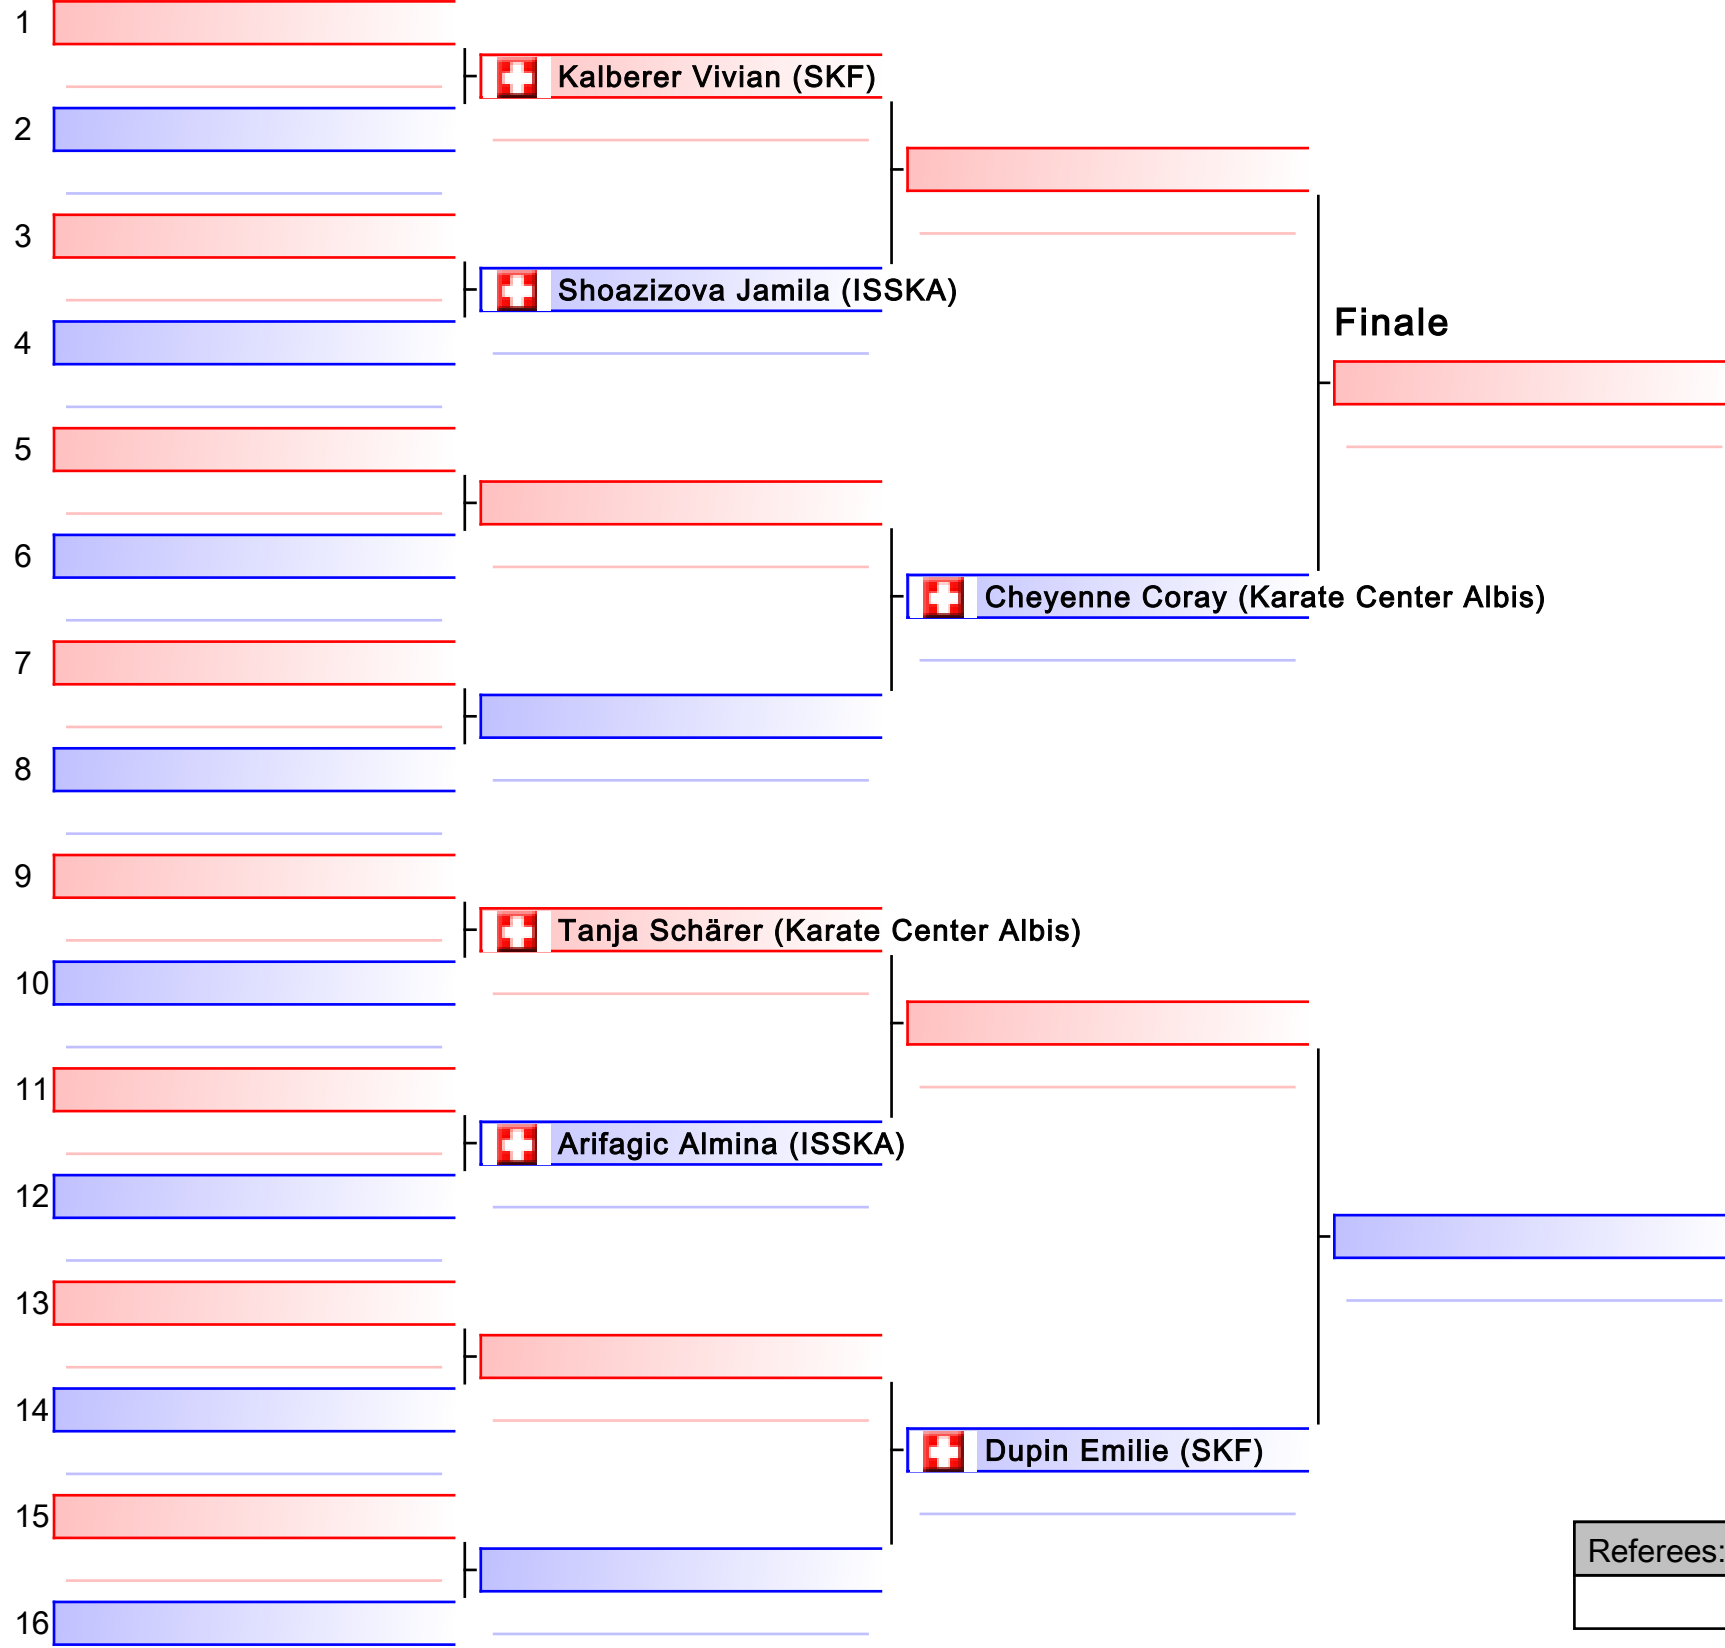 1
Kalberer Vivian (SKF)
2
3
Shoazizova Jamila (ISSKA)
4
Finale
5
6
Cheyenne Coray (Karate Center Albis)
7
8
9
Tanja Schärer (Karate Center Albis)
10
11
Arifagic Almina (ISSKA)
12
13
14
Dupin Emilie (SKF)
15
Referees:
16